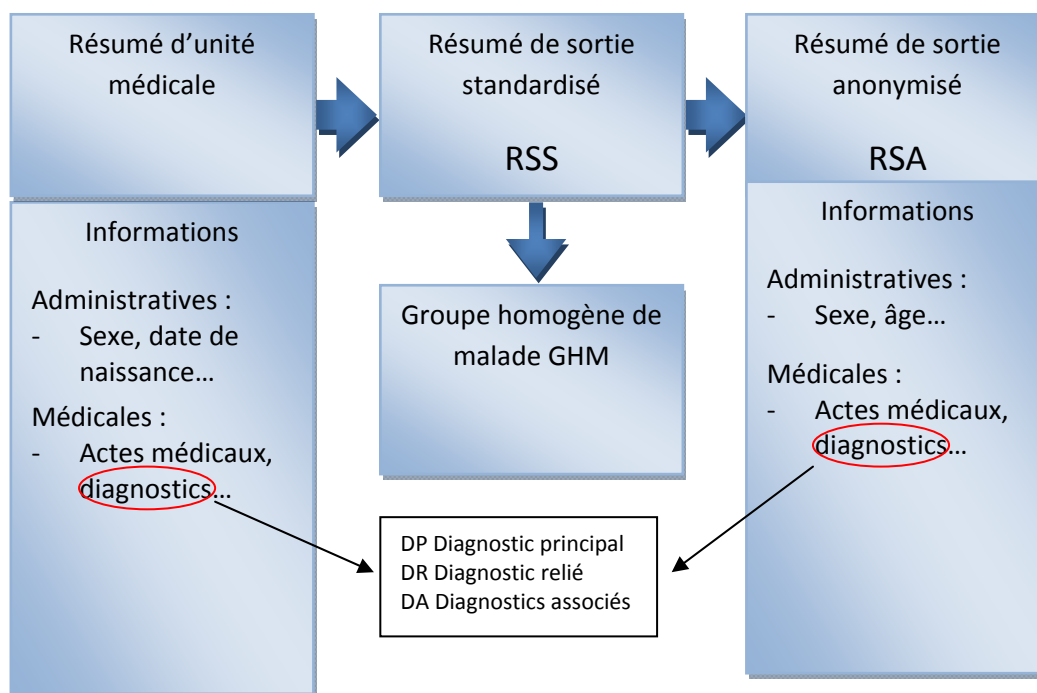 Résumé d’unité
médicale
Résumé de sortie
standardisé
RSS
Résumé de sortie
anonymisé
RSA
Informations
Administratives :
- Sexe, date de
naissance…
Médicales :
- Actes médicaux,
diagnostics…
Groupe homogène de
malade GHM
Informations
Administratives :
- Sexe, âge…
Médicales :
- Actes médicaux,
diagnostics…
DP Diagnostic principal
DR Diagnostic relié
DA Diagnostics associés